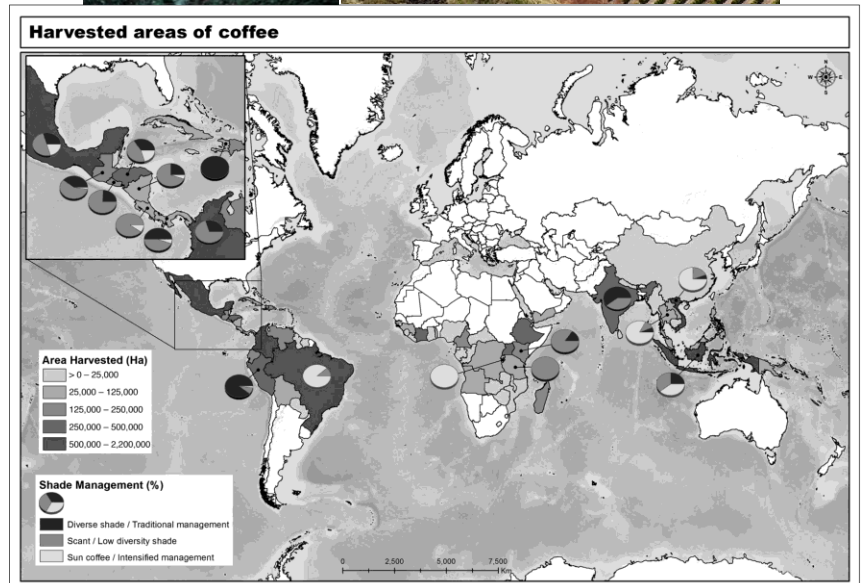 Harvested areas of coffee
N
W E
S
Area Harvested (Ha)
> 0 – 25,000
25,000 – 125,000
125,000 – 250,000
250,000 – 500,000
500,000 – 2,200,000
Shade Management (%)
Diverse shade / Traditional management
Scant / Low diversity shade
Sun coffee / Intensified management
0 2,500 5,000 7,500
Km